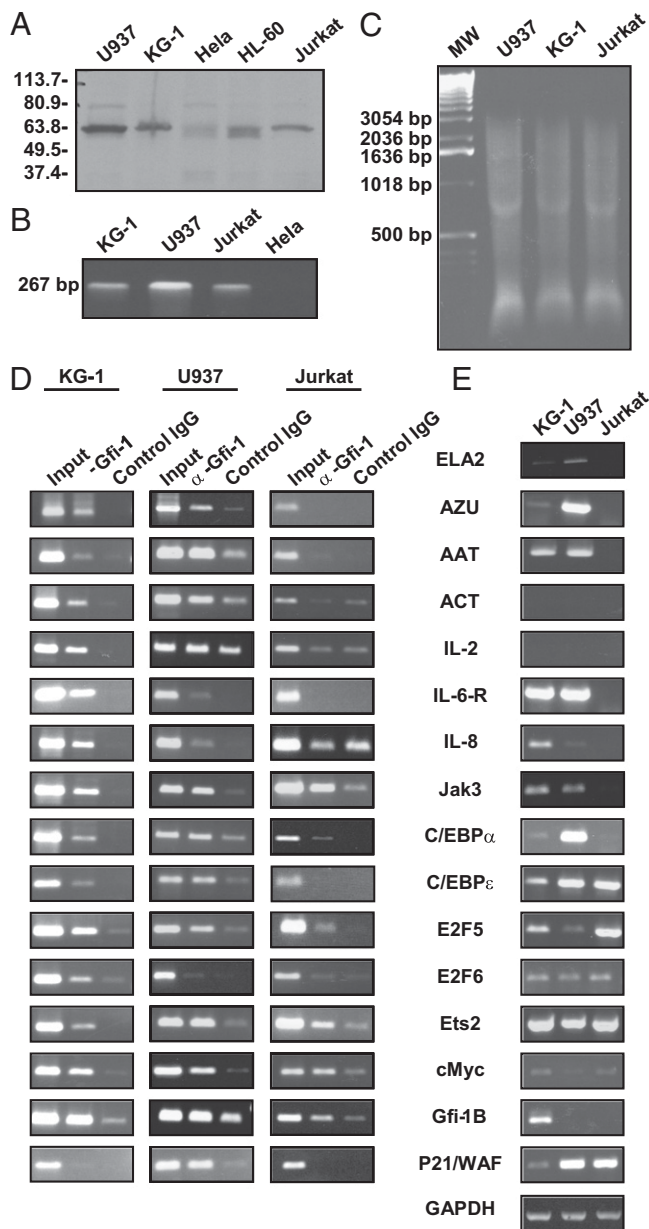 A
U937 KG-1 Hela HL-60 Jurkat
113.7-
80.9-
63.8-
49.5-
37.4-
B
KG-1 U937 Jurkat Hela
267 bp
C
MW U937 KG-1 Jurkat
3054 bp
2036 bp
1636 bp
1018 bp
500 bp
D
KG-1 U937 Jurkat
Input -Gfi-1 Control IgG Input α-Gfi-1 Control IgG Input α-Gfi-1 Control IgG
E
KG-1 U937 Jurkat
ELA2
AZU
AAT
ACT
IL-2
IL-6-R
IL-8
Jak3
C/EBPα
C/EBPε
E2F5
E2F6
Ets2
cMyc
Gfi-1B
P21/WAF
GAPDH